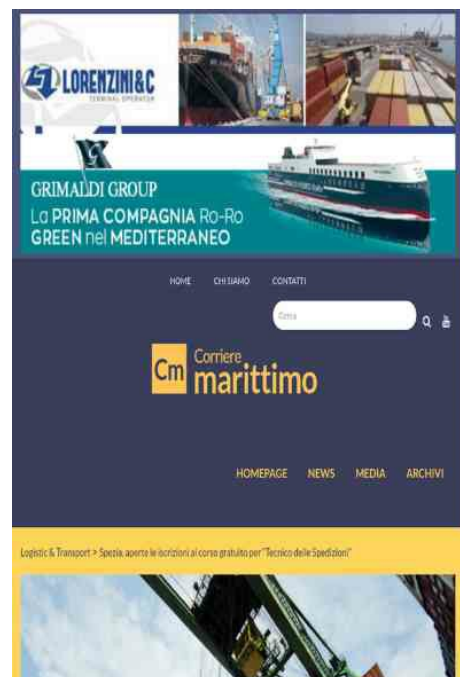 LORENZINI&C
TERMINAL OPERATOR
GRIMALDI GROUP
La PRIMA COMPAGNIA Ro-Ro
GREEN nel MEDITERRANEO
HOME CHI SIAMO CONTATTI
Cerca
Cm Corriere
marittimo
HOMEPAGE NEWS MEDIA ARCHIVI
Logistic & Transport > Spezia, aperte le iscrizioni al corso gratuito per "Tecnico delle Spedizioni"